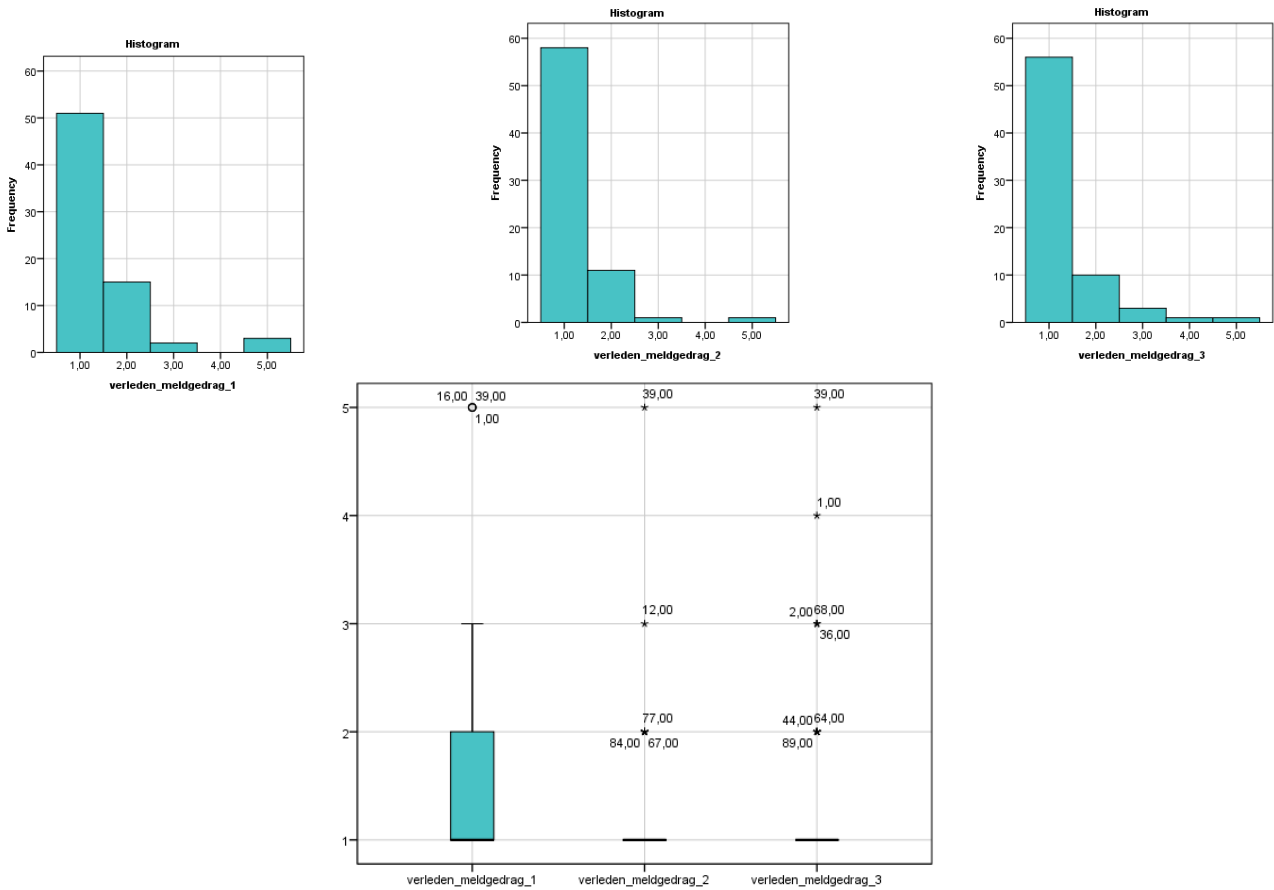 Histogram
60
50
40
30
20
10
0
Frequency
1,00 2,00 3,00 4,00 5,00
verleden_meldgedrag_1
Histogram
60
50
40
30
20
10
0
Frequency
1,00 2,00 3,00 4,00 5,00
verleden_meldgedrag_2
Histogram
60
50
40
30
20
10
0
Frequency
1,00 2,00 3,00 4,00 5,00
verleden_meldgedrag_3
16,00 39,00 39,00 39,00
5
1,00
1,00
4
12,00 2,00 68,00
3
36,00
77,00 44,00 64,00
2
84,00 67,00 89,00
1
verleden_meldgedrag_1 verleden_meldgedrag_2 verleden_meldgedrag_3